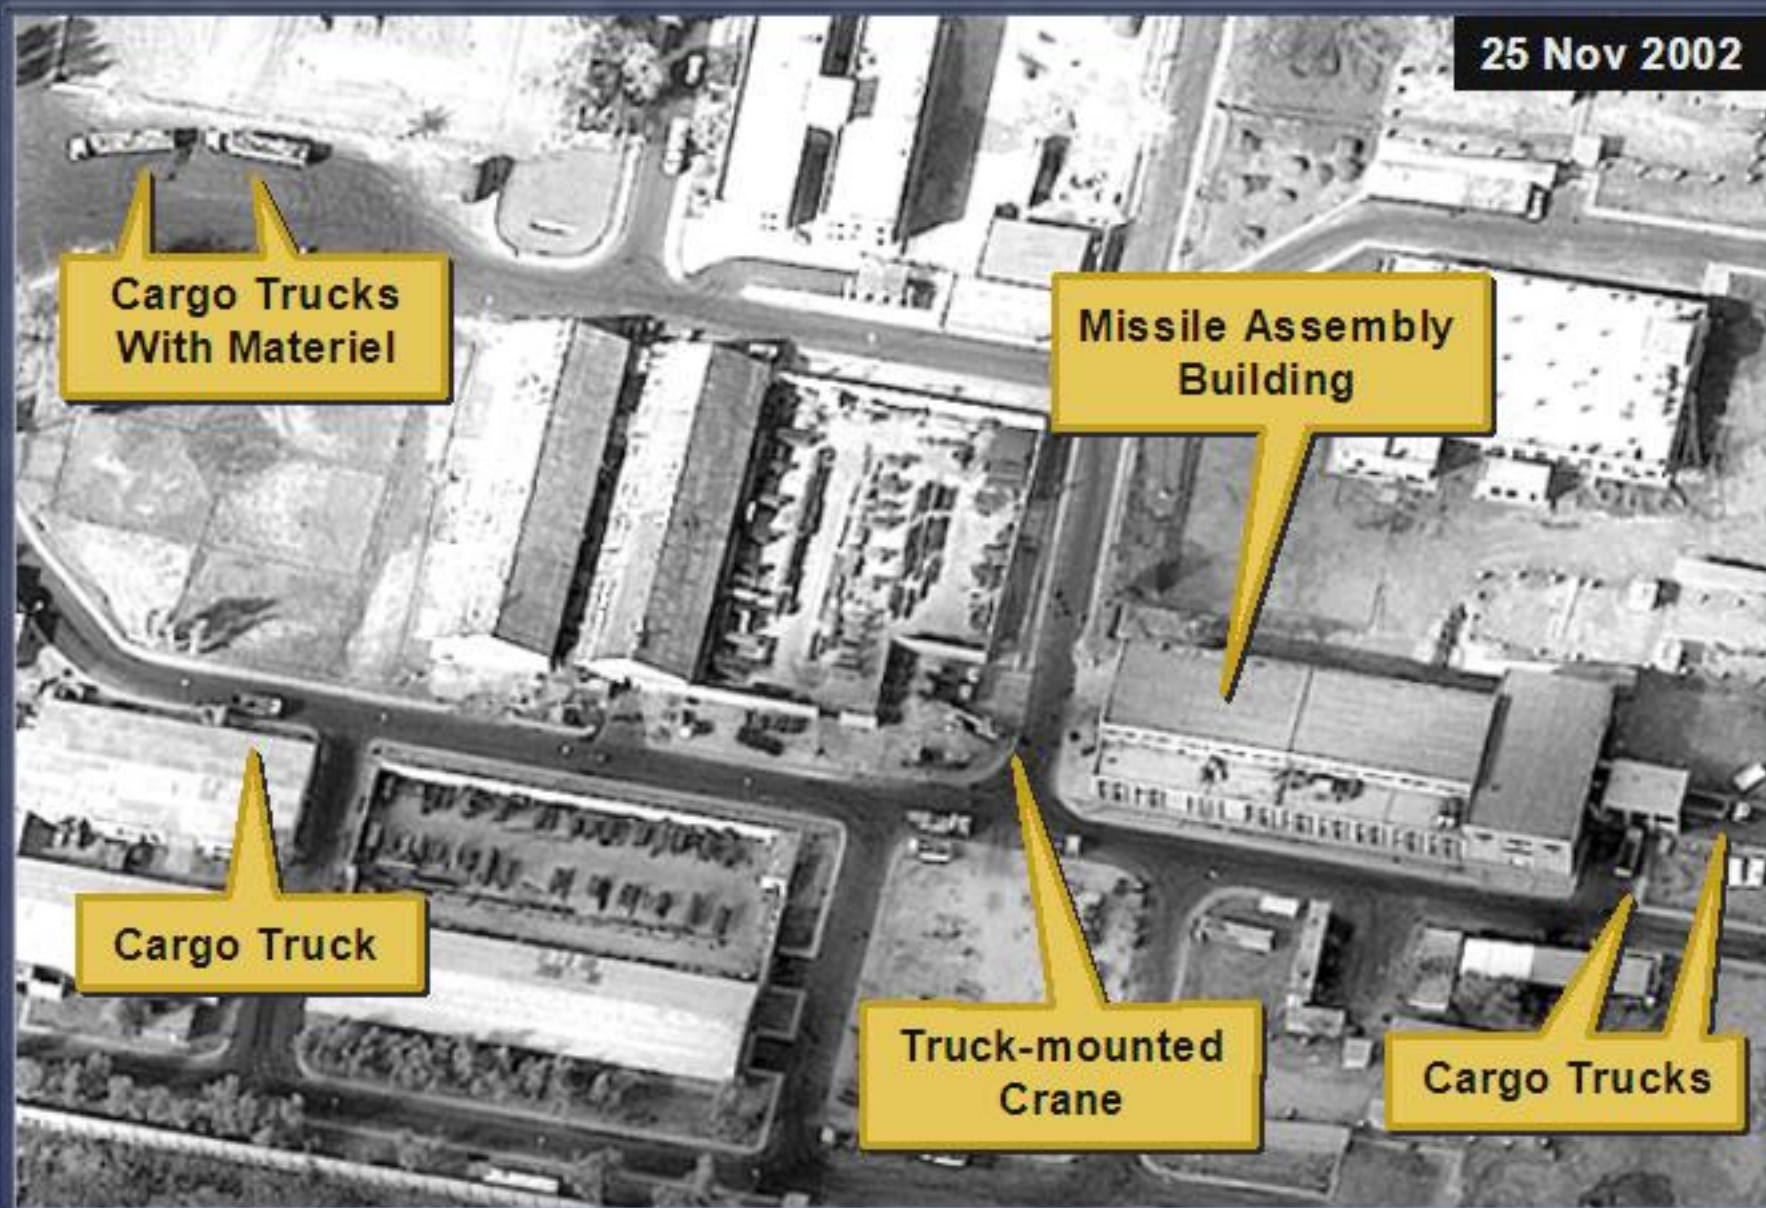 25 Nov 2002
Cargo Trucks
With Materiel
Missile Assembly
Building
Cargo Truck
Truck-mounted
Crane
Cargo Trucks